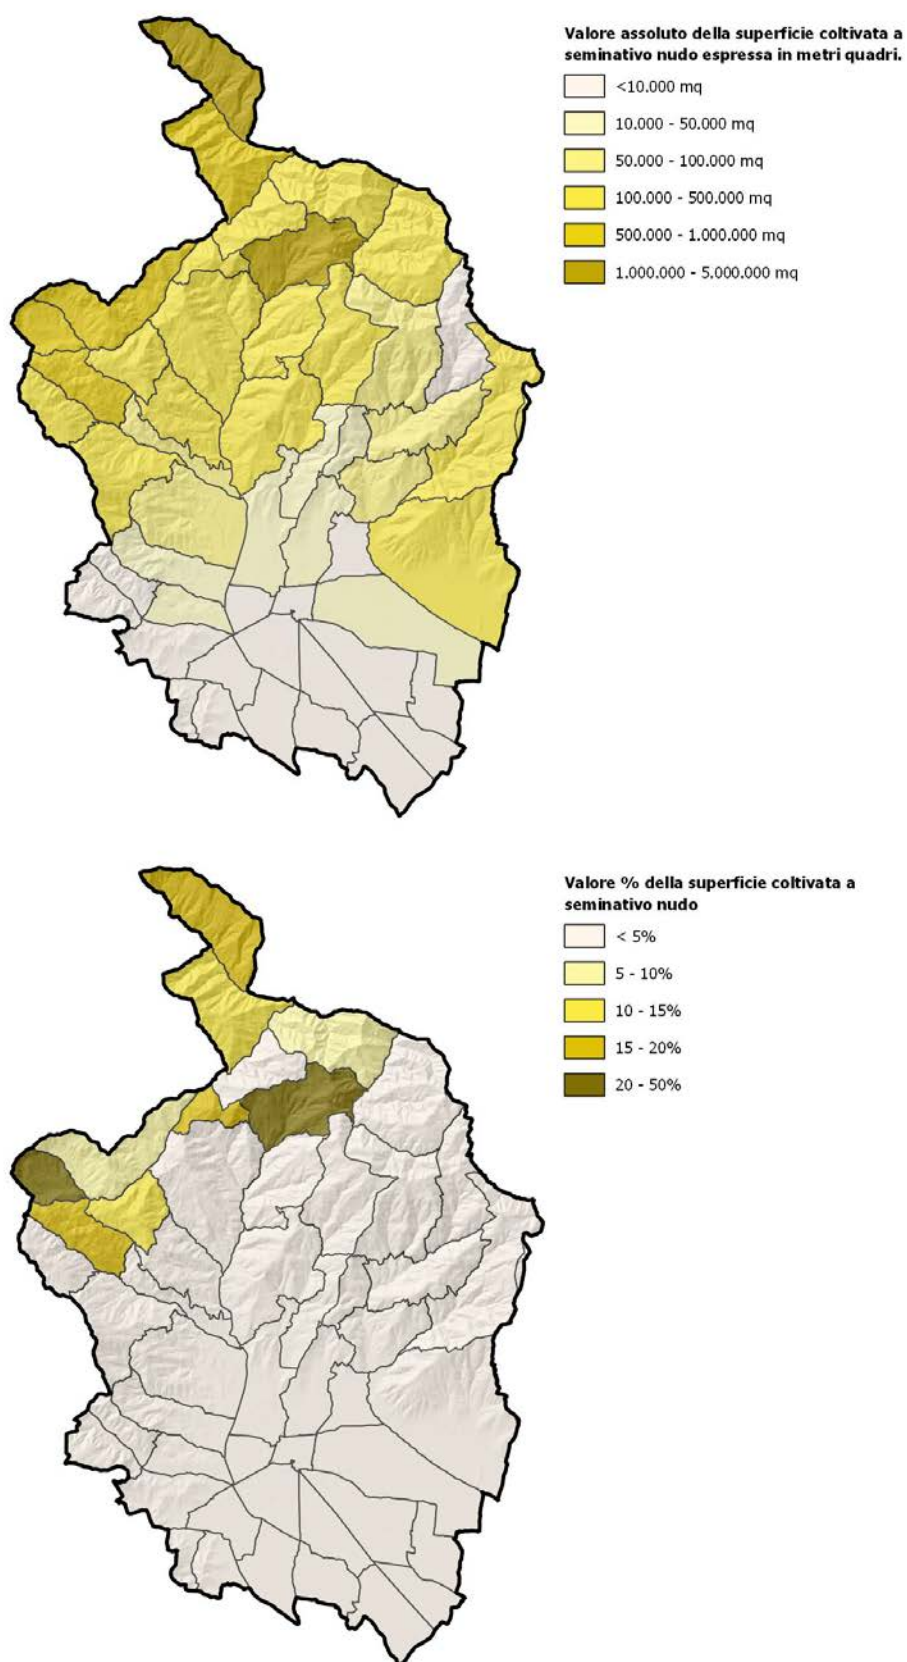 Valore assoluto della superficie coltivata a
seminativo nudo espressa in metri quadri.
<10.000 mq
10.000 - 50.000 mq
50.000 - 100.000 mq
100.000 - 500.000 mq
500.000 - 1.000.000 mq
1.000.000 - 5.000.000 mq
Valore % della superficie coltivata a
seminativo nudo
< 5%
5 - 10%
10 - 15%
15 - 20%
20 - 50%